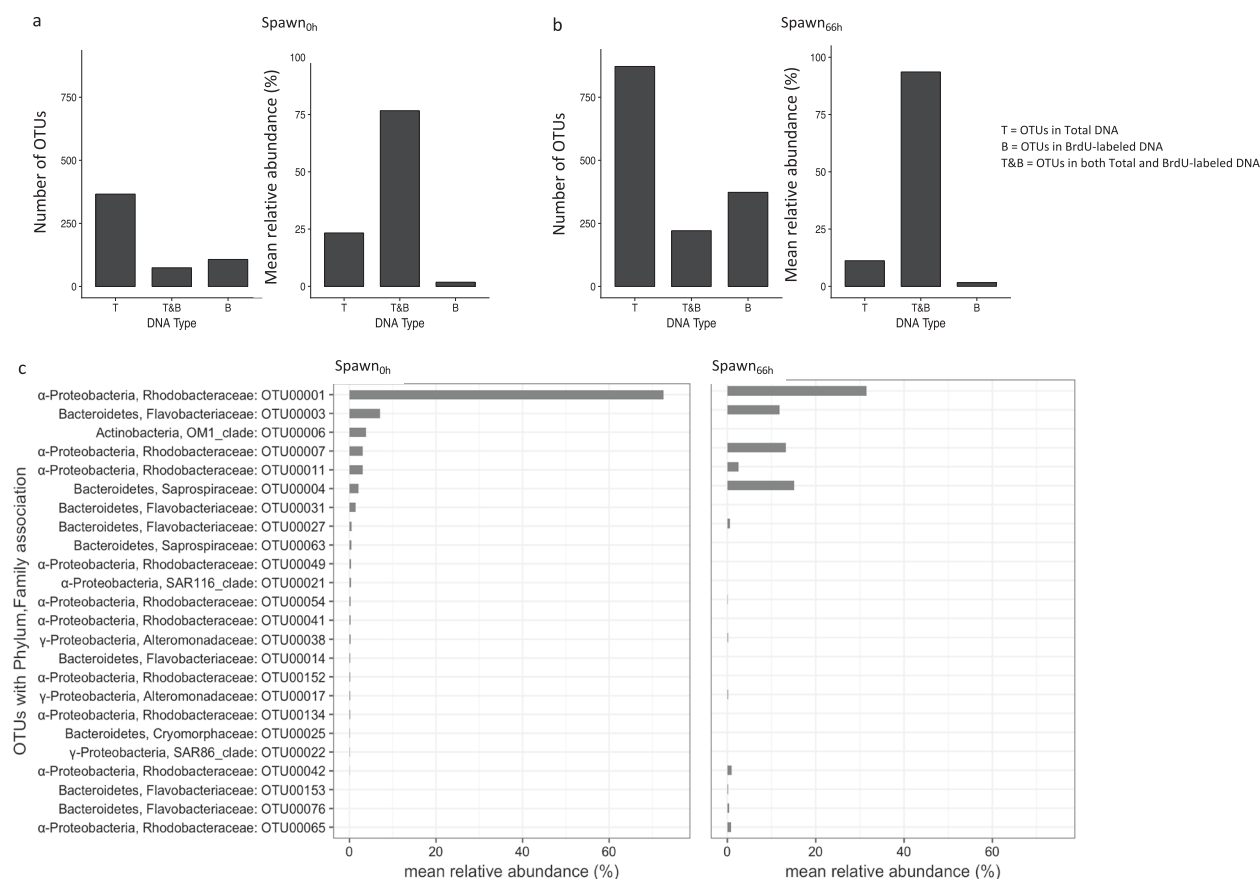 a
Spawn0h
b
Spawn66h
Number of OTUs
750
500
250
0
T
T&B
B
DNA Type
Mean relative abundance (%)
100
75
50
25
0
T
T&B
B
DNA Type
Number of OTUs
750
500
250
0
T
T&B
B
DNA Type
Mean relative abundance (%)
100
75
50
25
0
T
T&B
B
DNA Type
T = OTUs in Total DNA
B = OTUs in BrdU-labeled DNA
T&B = OTUs in both Total and BrdU-labeled DNA
c
Spawn0h
Spawn66h
OTUs with Phylum,Family association
α-Proteobacteria, Rhodobacteraceae: OTU00001
Bacteroidetes, Flavobacteriaceae: OTU00003
Actinobacteria, OM1_clade: OTU00006
α-Proteobacteria, Rhodobacteraceae: OTU00007
α-Proteobacteria, Rhodobacteraceae: OTU00011
Bacteroidetes, Saprospiraceae: OTU00004
Bacteroidetes, Flavobacteriaceae: OTU00031
Bacteroidetes, Flavobacteriaceae: OTU00027
Bacteroidetes, Saprospiraceae: OTU00063
α-Proteobacteria, Rhodobacteraceae: OTU00049
α-Proteobacteria, SAR116_clade: OTU00021
α-Proteobacteria, Rhodobacteraceae: OTU00054
α-Proteobacteria, Rhodobacteraceae: OTU00041
γ-Proteobacteria, Alteromonadaceae: OTU00038
Bacteroidetes, Flavobacteriaceae: OTU00014
α-Proteobacteria, Rhodobacteraceae: OTU00152
γ-Proteobacteria, Alteromonadaceae: OTU00017
α-Proteobacteria, Rhodobacteraceae: OTU00134
Bacteroidetes, Cryomorphaceae: OTU00025
γ-Proteobacteria, SAR86_clade: OTU00022
α-Proteobacteria, Rhodobacteraceae: OTU00042
Bacteroidetes, Flavobacteriaceae: OTU00153
Bacteroidetes, Flavobacteriaceae: OTU00076
α-Proteobacteria, Rhodobacteraceae: OTU00065
0
20
40
60
mean relative abundance (%)
0
20
40
60
mean relative abundance (%)